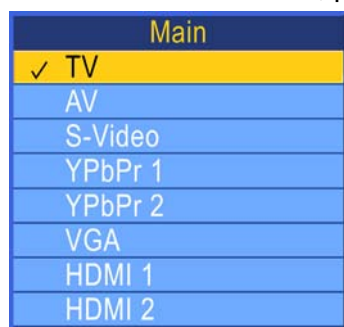 Main
✓ TV
AV
S-Video
YPbPr 1
YPbPr 2
VGA
HDMI 1
HDMI 2